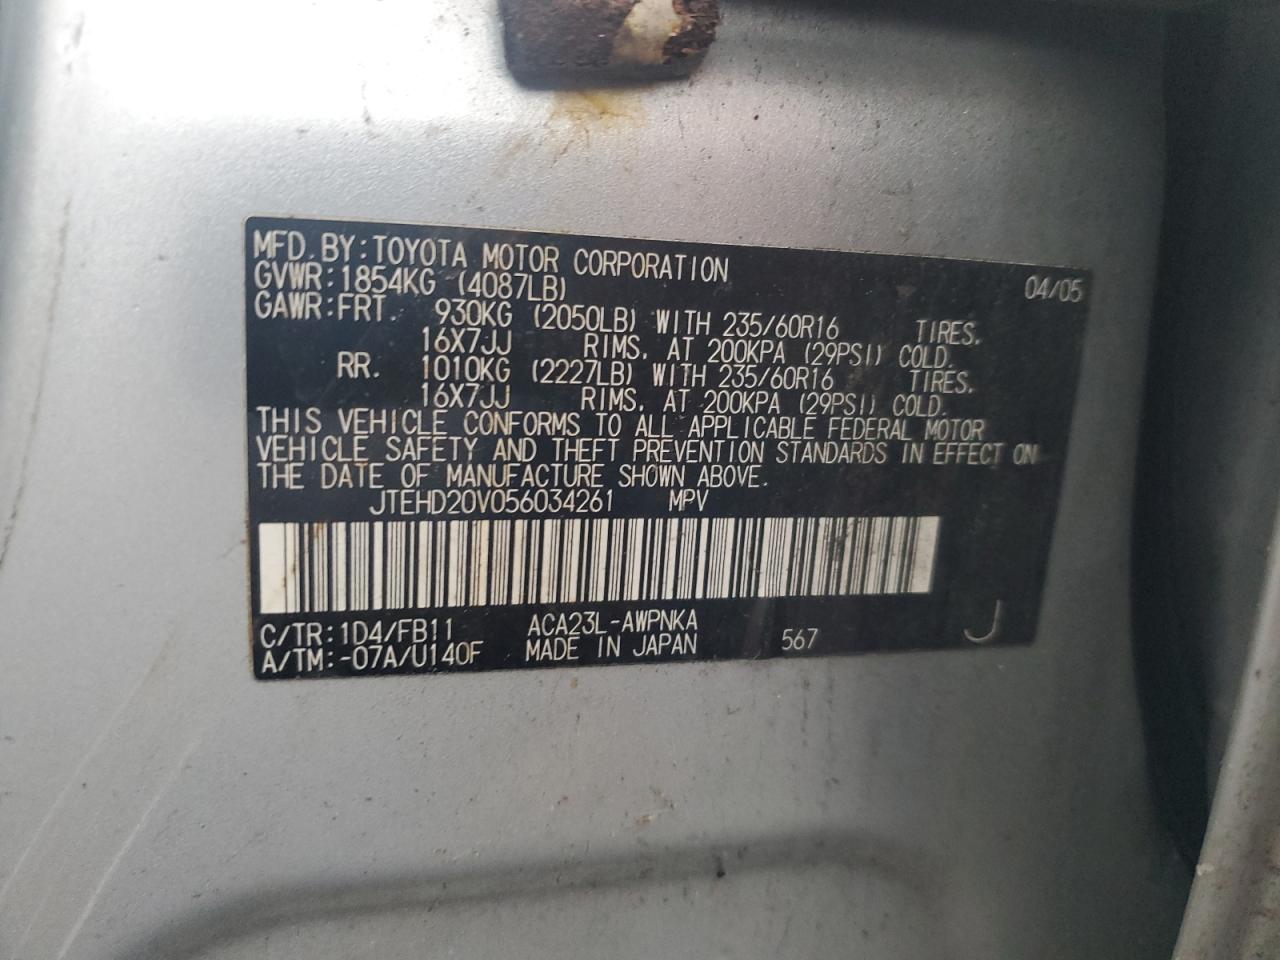 MFD. BY: TOYOTA MOTOR CORPORATION 04/05
GVWR: 1854KG (4087LB)
GAWR: FRT. 930KG (2050LB) WITH 235/60R16 TIRES.
16X7JJ RIMS. AT 200KPA (29PSI) COLD.
RR. 1010KG (2227LB) WITH 235/60R16 TIRES.
16X7JJ RIMS. AT 200KPA (29PSI) COLD.
THIS VEHICLE CONFORMS TO ALL APPLICABLE FEDERAL MOTOR
VEHICLE SAFETY AND THEFT PREVENTION STANDARDS IN EFFECT ON
THE DATE OF MANUFACTURE SHOWN ABOVE.
JTEHD20V056034261 MPV
C/TR: 1D4/FB11 ACA23L-AWPNKA
A/TM: -07A/U140F MADE IN JAPAN 567 J